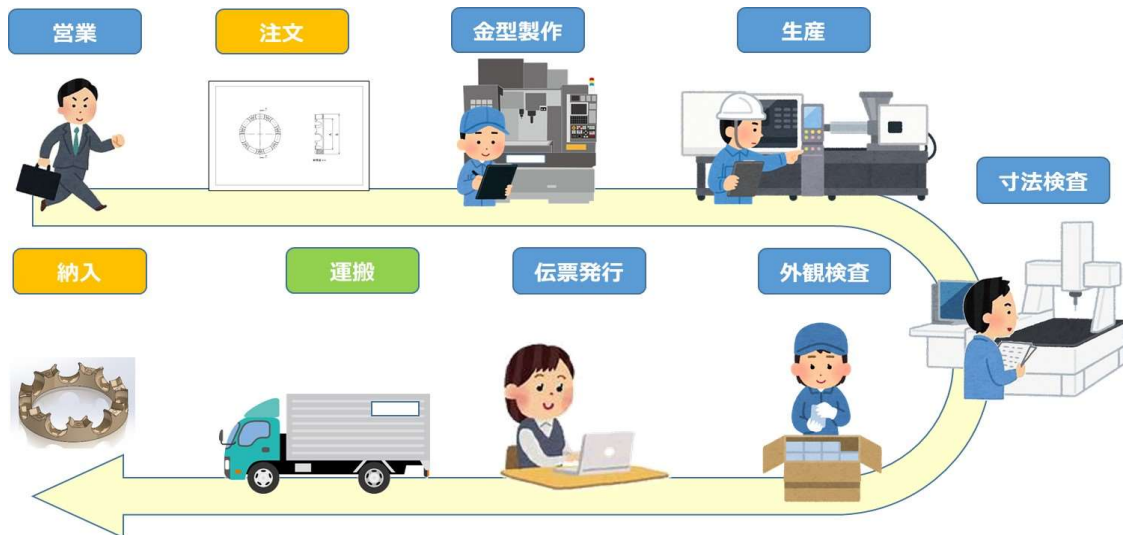 営業
注文
金型製作
生産
寸法検査
外観検査
伝票発行
運搬
納入